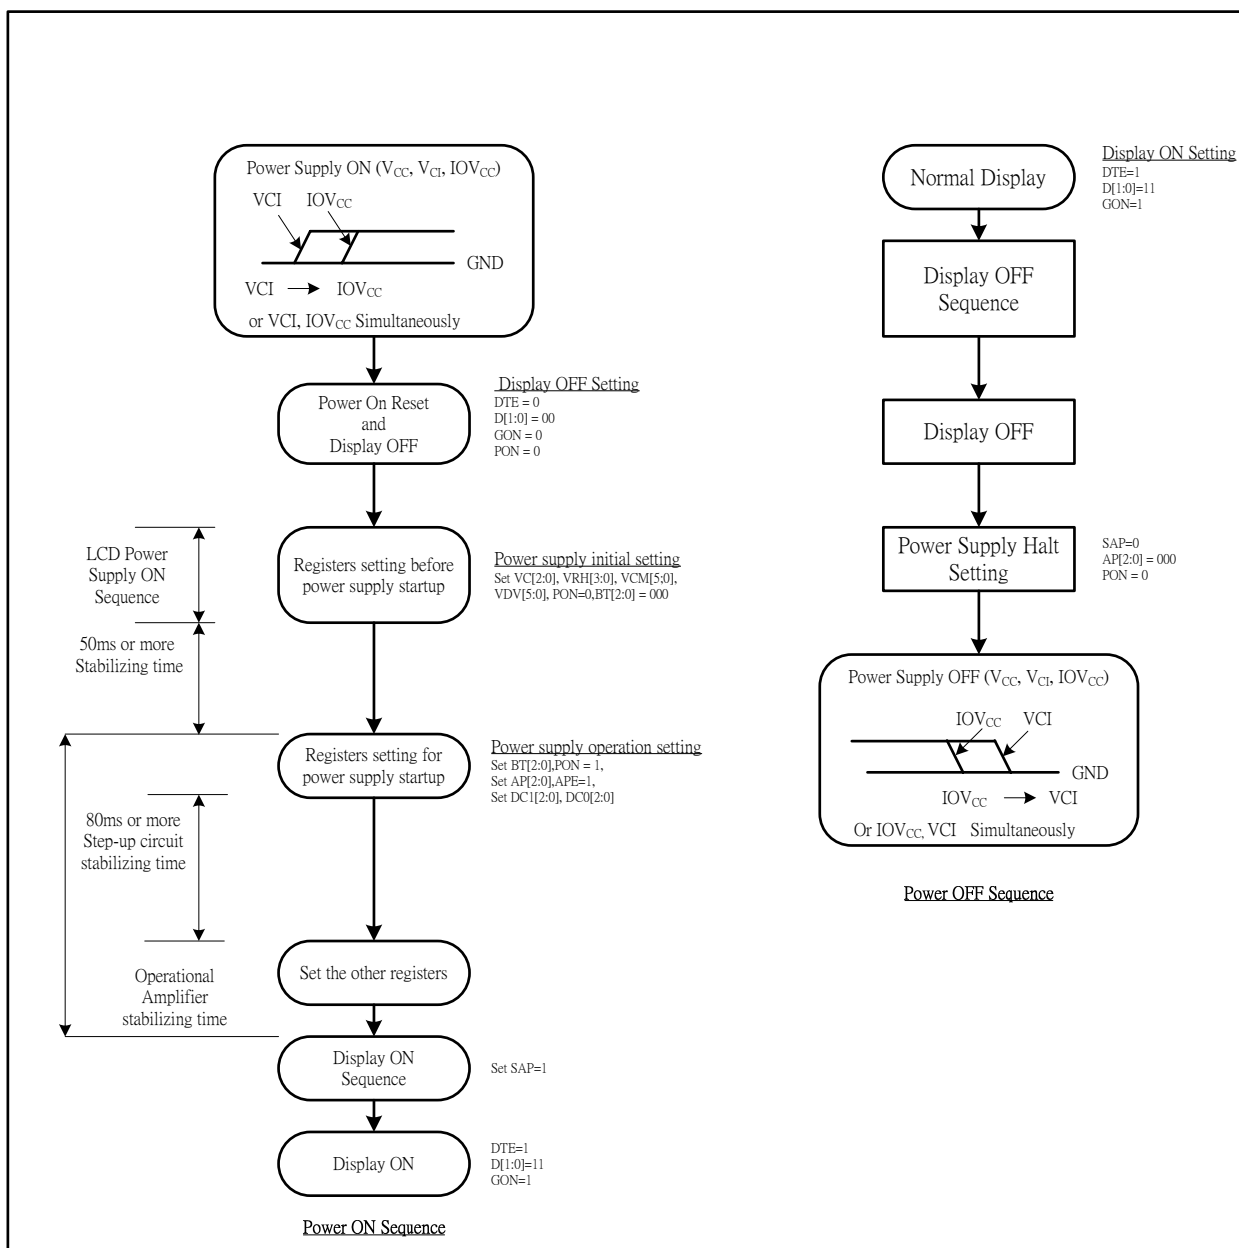 Power Supply ON (VCC, VCI, IOVCC)
VCI IOVCC
GND
VCI IOVCC
or VCI, IOVCC Simultaneously
Power On Reset
and
Display OFF
Display OFF Setting
DTE = 0
D[1:0] = 00
GON = 0
PON = 0
LCD Power
Supply ON
Sequence
Registers setting before
power supply startup
Power supply initial setting
Set VC[2:0], VRH[3:0], VCM[5;0],
VDV[5:0], PON=0,BT[2:0] = 000
50ms or more
Stabilizing time
Registers setting for
power supply startup
Power supply operation setting
Set BT[2:0],PON = 1,
Set AP[2:0],APE=1,
Set DC1[2:0], DC0[2:0]
80ms or more
Step-up circuit
stabilizing time
Operational
Amplifier
stabilizing time
Set the other registers
Display ON
Sequence
Set SAP=1
Display ON
DTE=1
D[1:0]=11
GON=1
Power ON Sequence
Normal Display
Display ON Setting
DTE=1
D[1:0]=11
GON=1
Display OFF
Sequence
Display OFF
Power Supply Halt
Setting
SAP=0
AP[2:0] = 000
PON = 0
Power Supply OFF (VCC, VCI, IOVCC)
IOVCC VCI
GND
IOVCC VCI
Or IOVCC, VCI Simultaneously
Power OFF Sequence